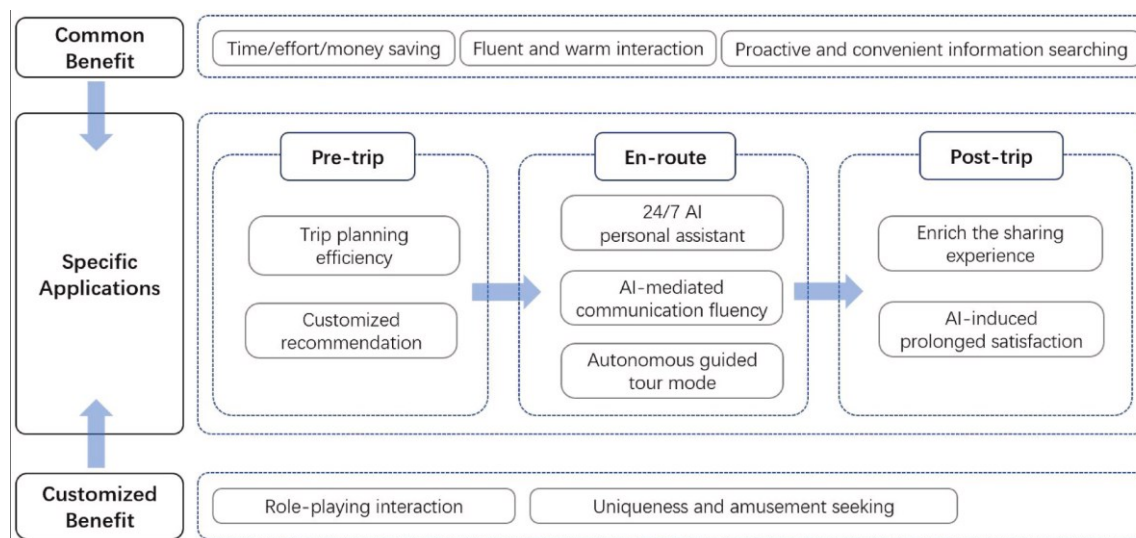 Common
Benefit
Time/effort/money saving
Fluent and warm interaction
Proactive and convenient information searching
Specific
Applications
Pre-trip
Trip planning
efficiency
Customized
recommendation
En-route
24/7 AI
personal assistant
AI-mediated
communication fluency
Autonomous guided
tour mode
Post-trip
Enrich the sharing
experience
AI-induced
prolonged satisfaction
Customized
Benefit
Role-playing interaction
Uniqueness and amusement seeking